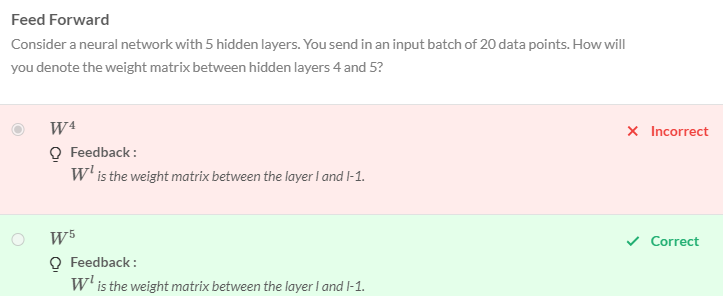 Feed Forward
Consider a neural network with 5 hidden layers. You send in an input batch of 20 data points. How will
you denote the weight matrix between hidden layers 4 and 5?
W⁴
Incorrect
Feedback :
Wˡ is the weight matrix between the layer l and l-1.
W⁵
Correct
Feedback :
Wˡ is the weight matrix between the layer l and l-1.